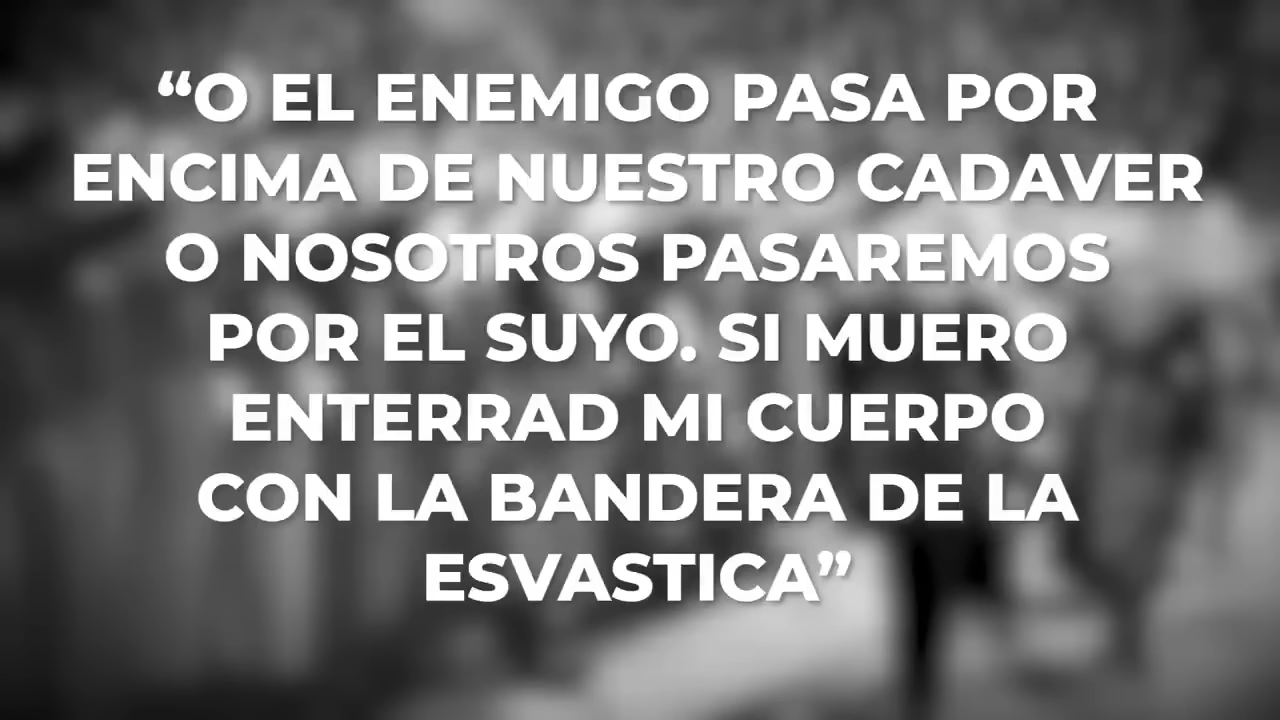 “O EL ENEMIGO PASA POR
ENCIMA DE NUESTRO CADAVER
O NOSOTROS PASAREMOS
POR EL SUYO. SI MUERO
ENTERRAD MI CUERPO
CON LA BANDERA DE LA
ESVASTICA”